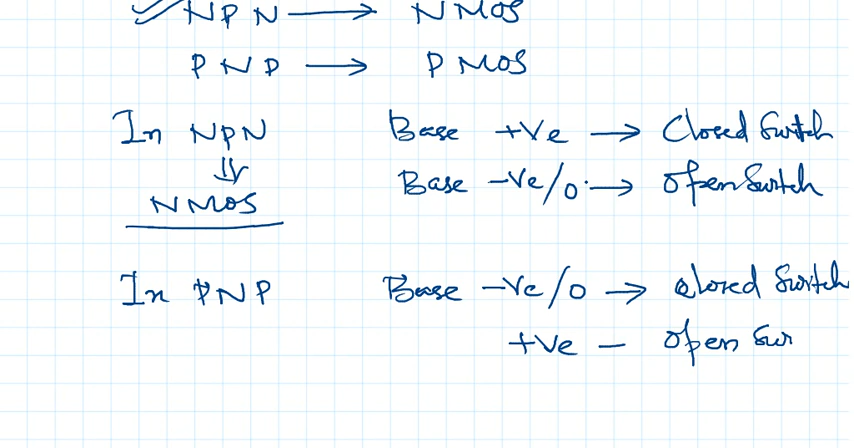 NPN → NMOS
PNP → PMOS
In NPN Base +Ve → Closed Switch
⇓ Base -Ve/0 → Open Switch
NMOS
In PNP Base -Ve/0 → Closed Switch
+Ve - Open Sw